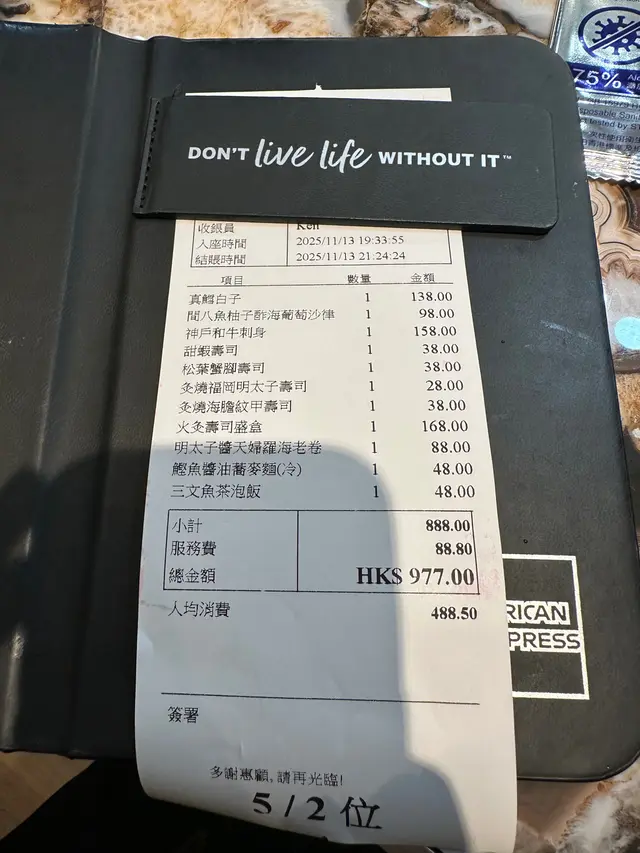 DON'T live life WITHOUT IT™
75%
收銀員 Ken
入座時間 2025/11/13 19:33:55
結賬時間 2025/11/13 21:24:24
項目 數量 金額
真鱈白子 1 138.00
間八魚柚子酢海葡萄沙律 1 98.00
神戶和牛刺身 1 158.00
甜蝦壽司 1 38.00
松葉蟹腳壽司 1 38.00
炙燒福岡明太子壽司 1 28.00
炙燒海膽紋甲壽司 1 38.00
火炙壽司盛盒 1 168.00
明太子醬天婦羅海老卷 1 88.00
鰹魚醬油蕎麥麵(冷) 1 48.00
三文魚茶泡飯 1 48.00
小計 888.00
服務費 88.80
總金額 HK$ 977.00
人均消費 488.50
RICAN
PRESS
簽署
多謝惠顧, 請再光臨!
5 / 2 位